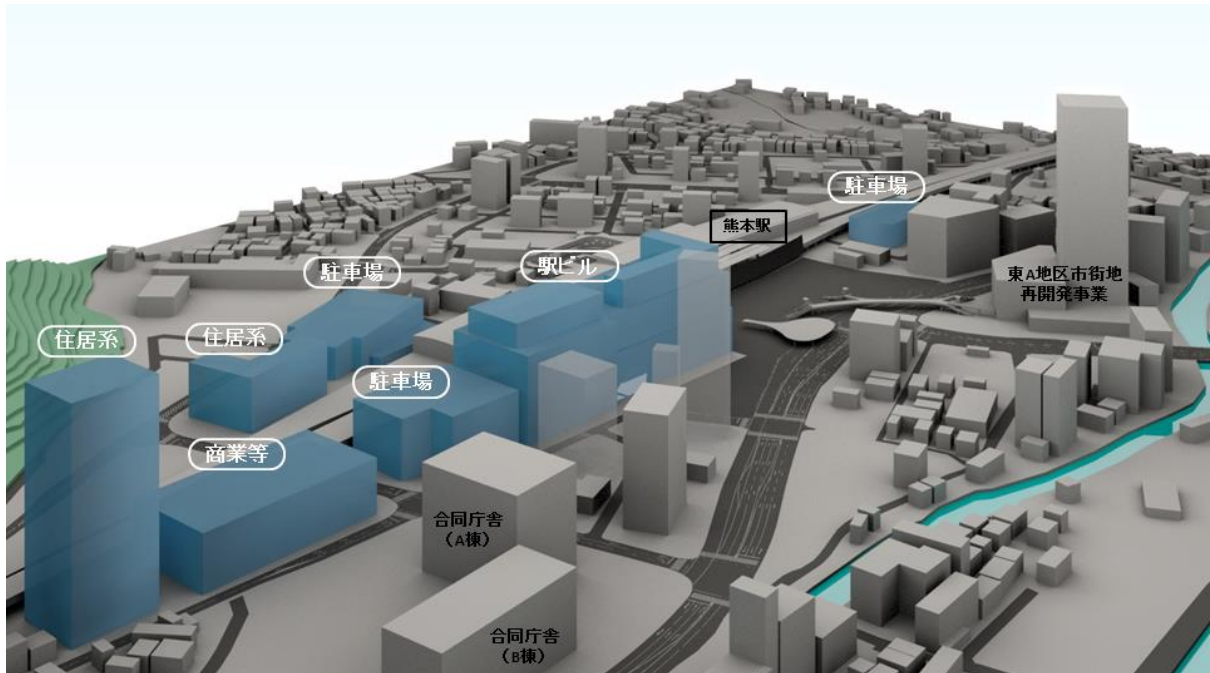 駐車場
熊本駅
駅ビル
駐車場
東A地区市街地
再開発事業
住居系
住居系
駐車場
商業等
合同庁舎
（A棟）
合同庁舎
（B棟）